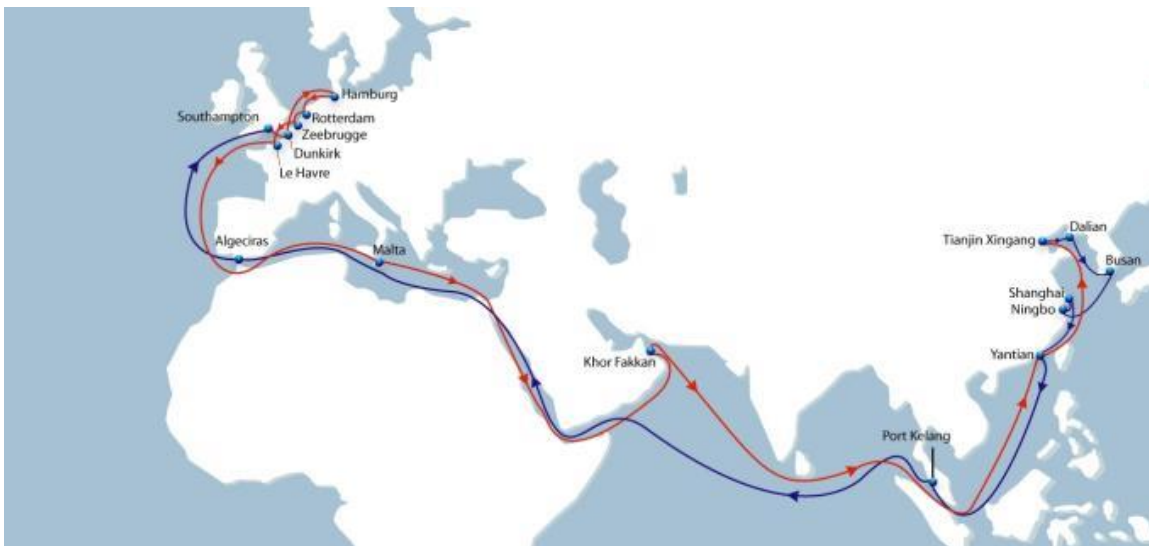 Hamburg
Southampton
Rotterdam
Zeebrugge
Dunkirk
Le Havre
Algeciras
Malta
Khor Fakkan
Port Kelang
Tianjin Xingang
Dalian
Busan
Shanghai
Ningbo
Yantian